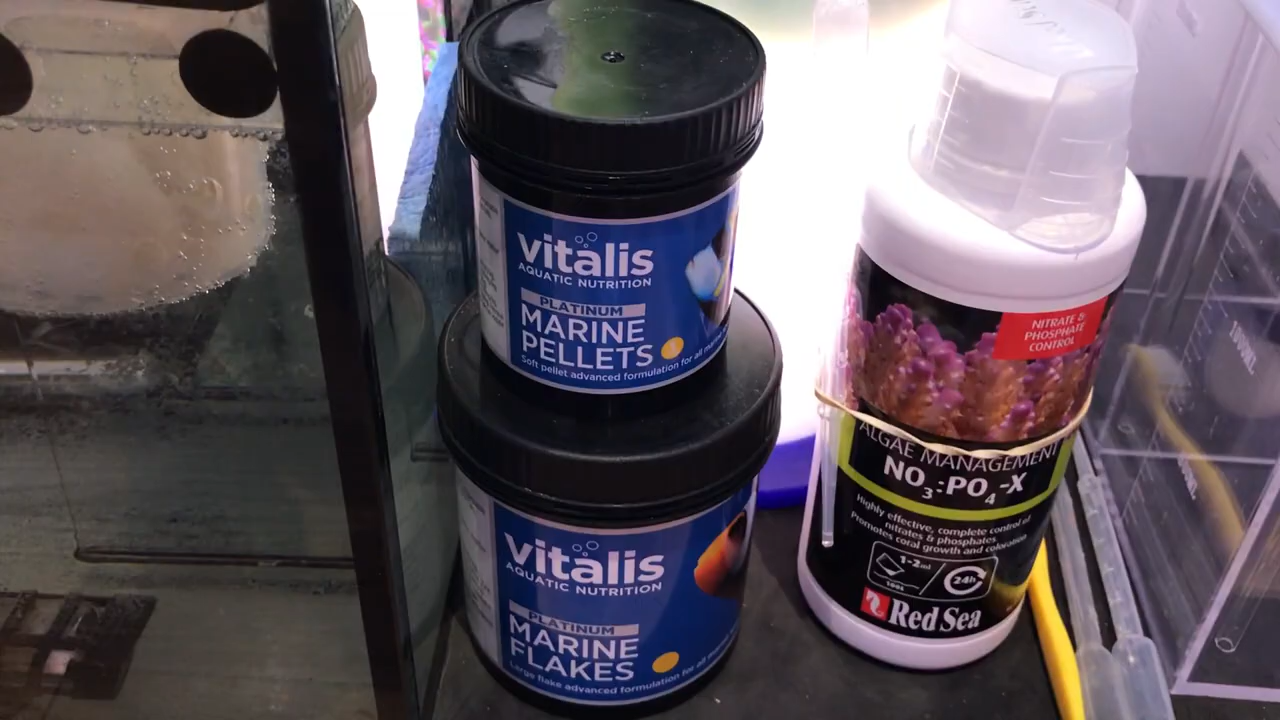 vitalis
AQUATIC NUTRITION
PLATINUM
MARINE
PELLETS
Soft pellet advanced formulation for all
vitalis
AQUATIC NUTRITION
PLATINUM
MARINE
FLAKES
Large flake advanced formulation for all
NITRATE &
PHOSPHATE
CONTROL
ALGAE MANAGEMENT
NO3:PO4-X
Highly effective, complete control of
nitrates & phosphates
Promotes coral growth and coloration
1-2ml
100L
24h
Red Sea